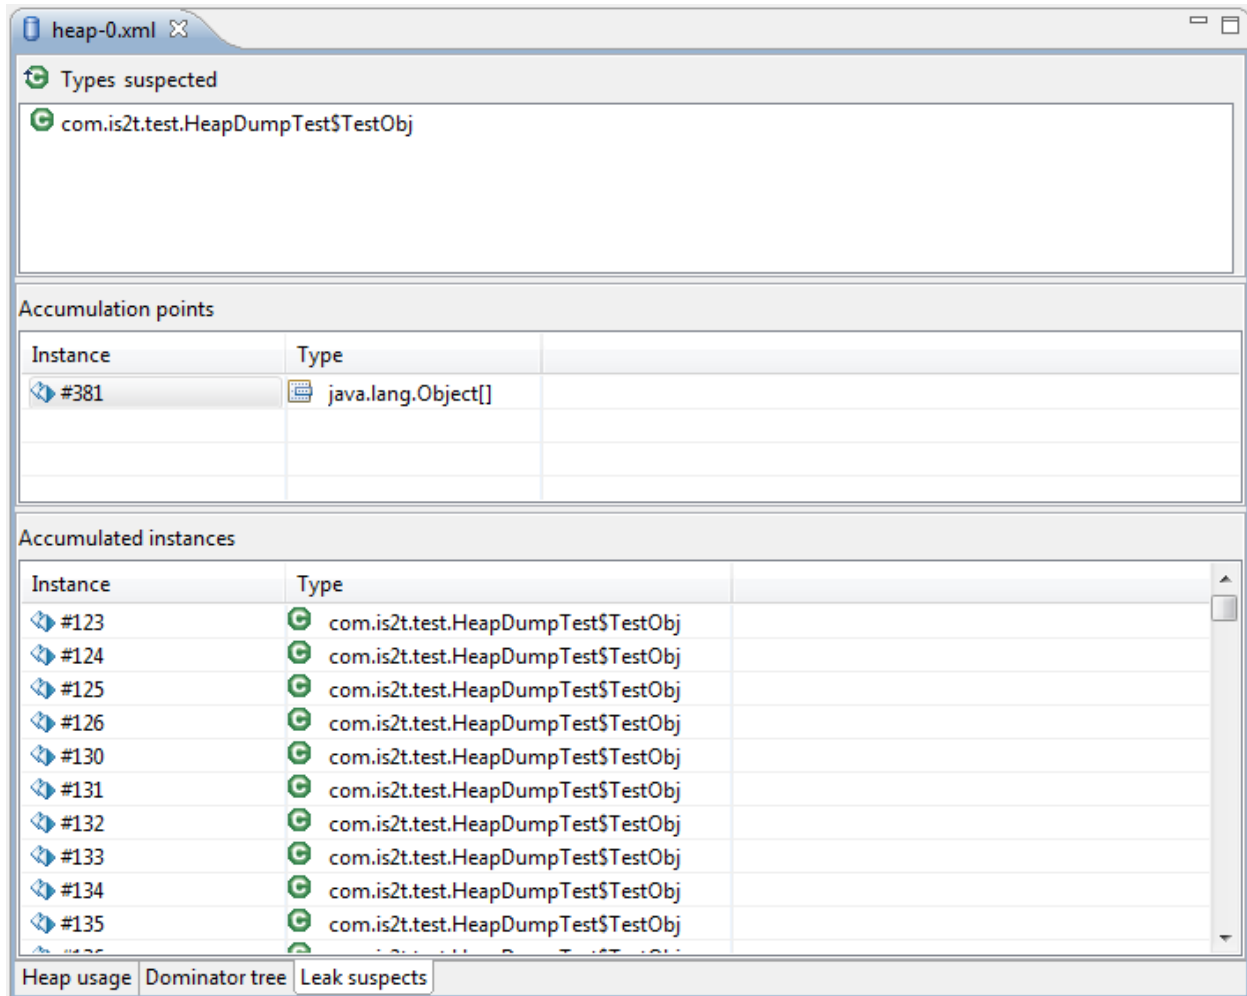 heap-0.xml
Types suspected
com.is2t.test.HeapDumpTest$TestObj
Accumulation points
Instance Type
#381 java.lang.Object[]
Accumulated instances
Instance Type
#123 com.is2t.test.HeapDumpTest$TestObj
#124 com.is2t.test.HeapDumpTest$TestObj
#125 com.is2t.test.HeapDumpTest$TestObj
#126 com.is2t.test.HeapDumpTest$TestObj
#130 com.is2t.test.HeapDumpTest$TestObj
#131 com.is2t.test.HeapDumpTest$TestObj
#132 com.is2t.test.HeapDumpTest$TestObj
#133 com.is2t.test.HeapDumpTest$TestObj
#134 com.is2t.test.HeapDumpTest$TestObj
#135 com.is2t.test.HeapDumpTest$TestObj
Heap usage Dominator tree Leak suspects